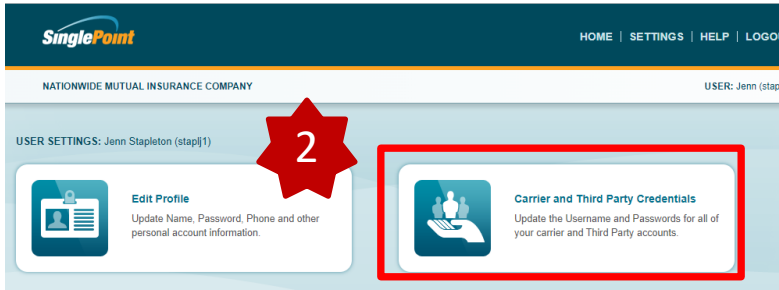 SinglePoint
HOME | SETTINGS | HELP | LOGOU
NATIONWIDE MUTUAL INSURANCE COMPANY
USER: Jenn (stap
USER SETTINGS: Jenn Stapleton (staplj1)
2
Edit Profile
Update Name, Password, Phone and other
personal account information.
Carrier and Third Party Credentials
Update the Username and Passwords for all of
your carrier and Third Party accounts.